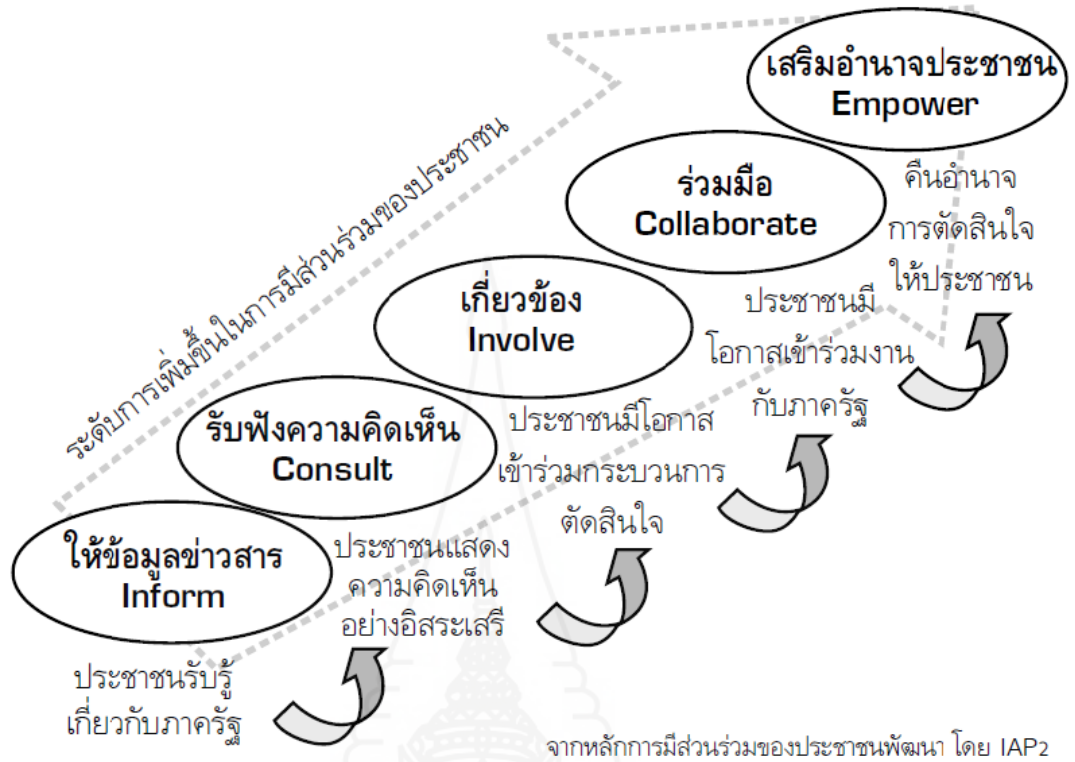 เสริมอำนาจประชาชน
Empower
คืนอำนาจ
การตัดสินใจ
ให้ประชาชน
ร่วมมือ
Collaborate
ประชาชนมี
โอกาสเข้าร่วมงาน
กับภาครัฐ
ระดับการเพิ่มขึ้นในการมีส่วนร่วมของประชาชน
เกี่ยวข้อง
Involve
ประชาชนมีโอกาส
เข้าร่วมกระบวนการ
ตัดสินใจ
รับฟังความคิดเห็น
Consult
ประชาชนแสดง
ความคิดเห็น
อย่างอิสระเสรี
ให้ข้อมูลข่าวสาร
Inform
ประชาชนรับรู้
เกี่ยวกับภาครัฐ
จากหลักการมีส่วนร่วมของประชาชนพัฒนา โดย IAP2